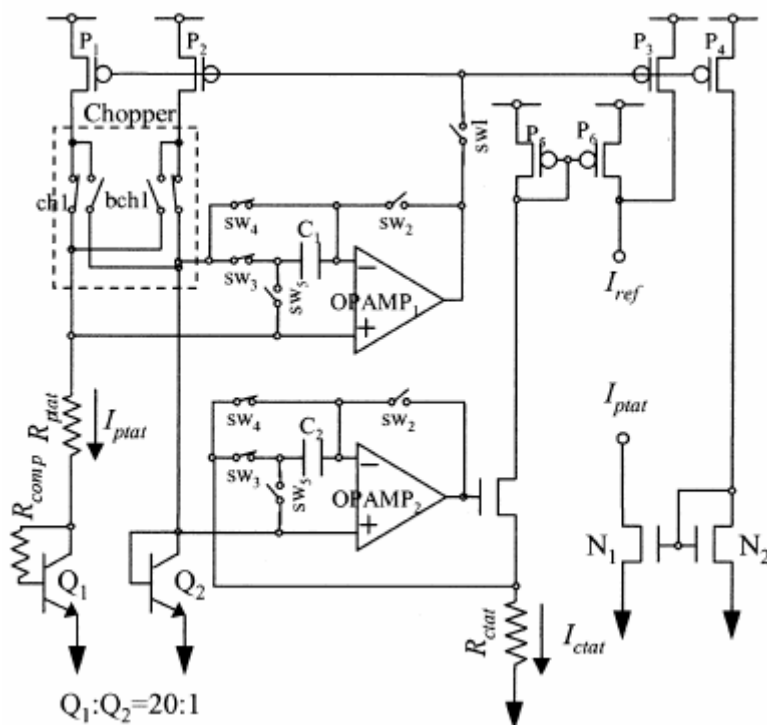 P1
P2
P3
P4
Chopper
sw1
P5
P6
ch1
bch1
sw4
sw2
C1
sw3
sw5
OPAMP1
−
+
Iref
Rptat
Iptat
sw4
sw2
C2
sw3
sw5
OPAMP2
−
+
Iptat
Rcomp
Q1
Q2
N1
N2
Rctat
Ictat
Q1:Q2=20:1